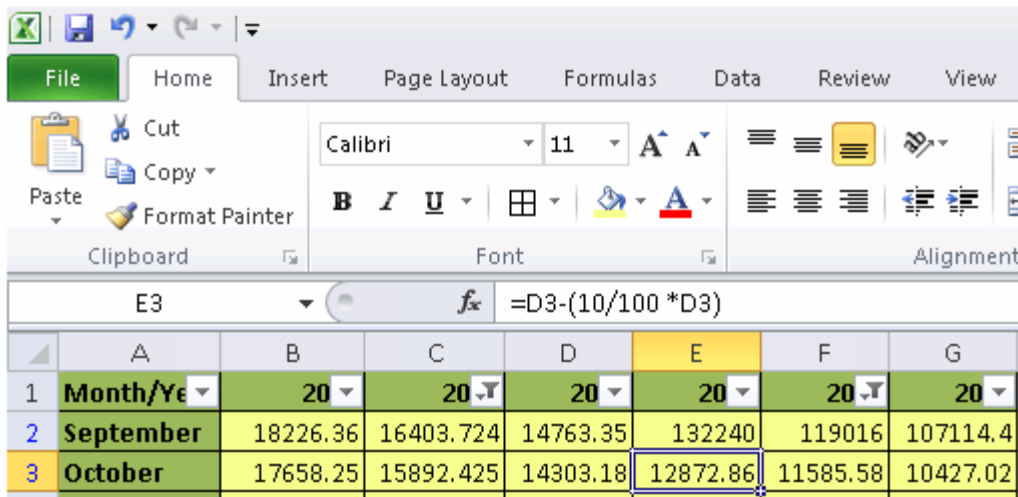 File Home Insert Page Layout Formulas Data Review View
Cut
Calibri 11 A A
Copy
Paste
B I U A
Format Painter
Clipboard Font Alignment
E3 fx =D3-(10/100 *D3)
A B C D E F G
1 Month/Ye 20 20 20 20 20 20
2 September 18226.36 16403.724 14763.35 132240 119016 107114.4
3 October 17658.25 15892.425 14303.18 12872.86 11585.58 10427.02